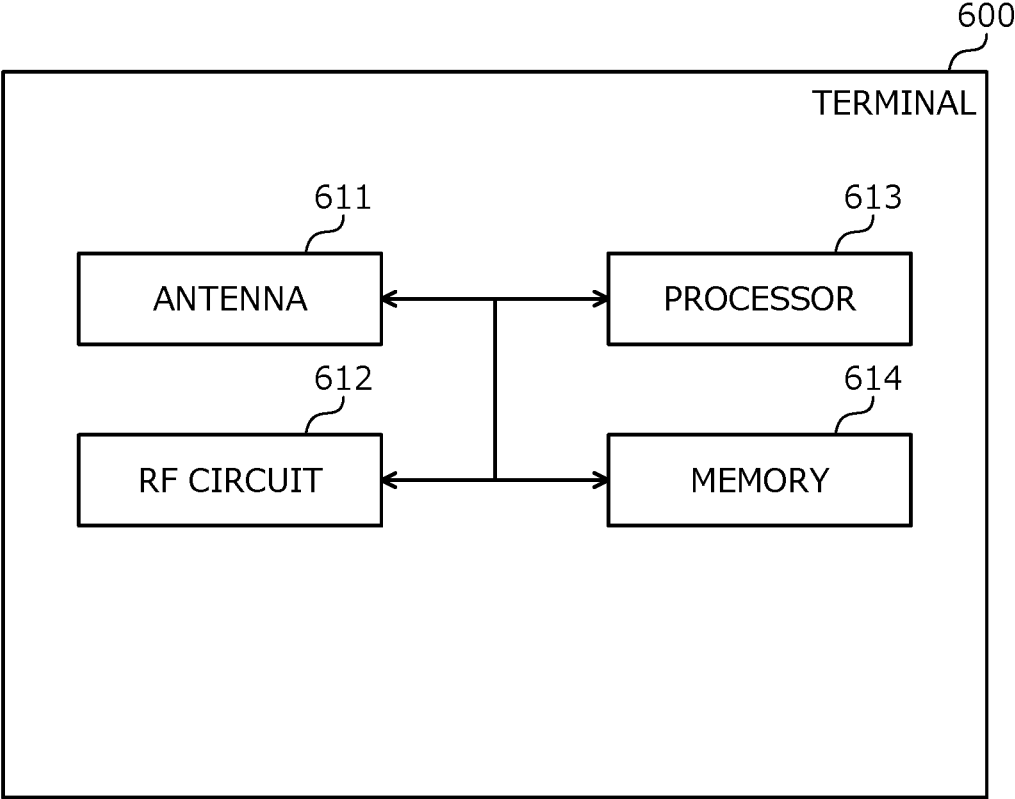 600
TERMINAL
611
613
ANTENNA
PROCESSOR
612
614
RF CIRCUIT
MEMORY